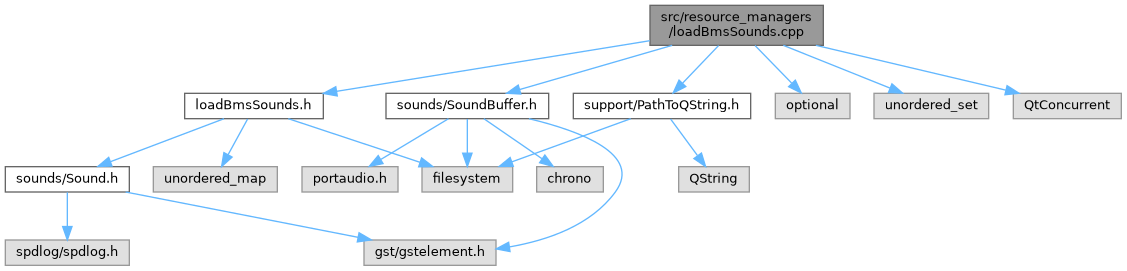 src/resource_managers
/loadBmsSounds.cpp
loadBmsSounds.h
sounds/SoundBuffer.h
support/PathToQString.h
optional
unordered_set
QtConcurrent
sounds/Sound.h
unordered_map
portaudio.h
filesystem
chrono
QString
spdlog/spdlog.h
gst/gstelement.h